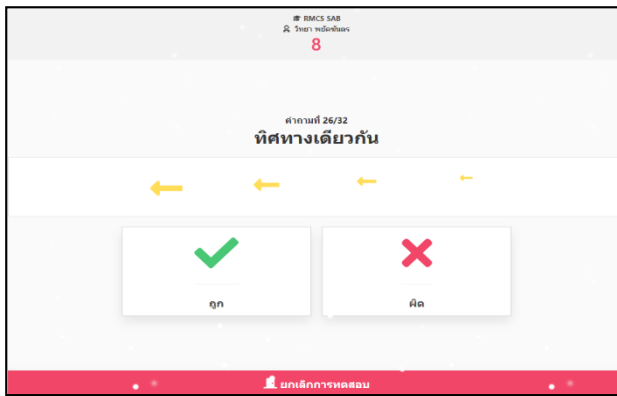 RMCS SAB
วิทยา พยัคฆันตร
8
คำถามที่ 26/32
ทิศทางเดียวกัน
ถูก
ผิด
ยกเลิกการทดสอบ